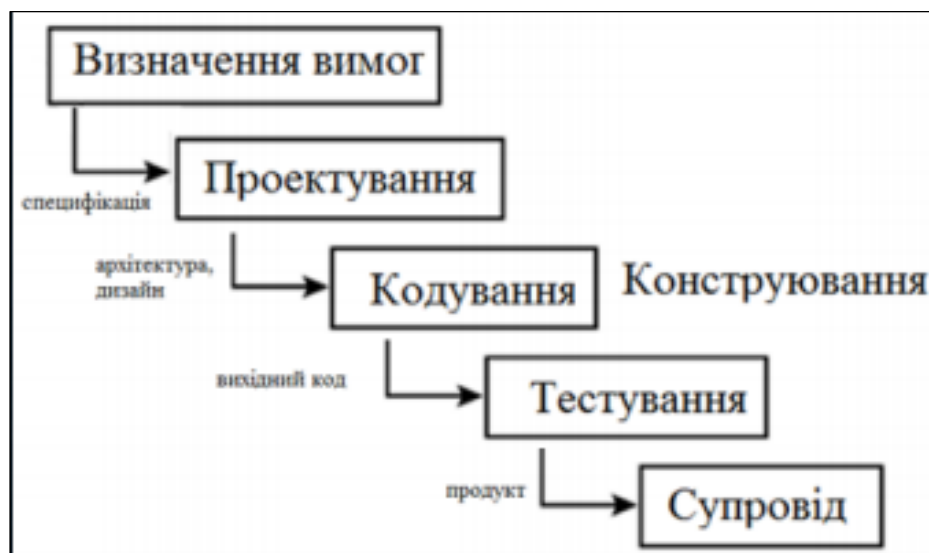 Визначення вимог
специфікація
Проектування
архітектура,
дизайн
Кодування
Конструювання
вихідний код
Тестування
продукт
Супровід